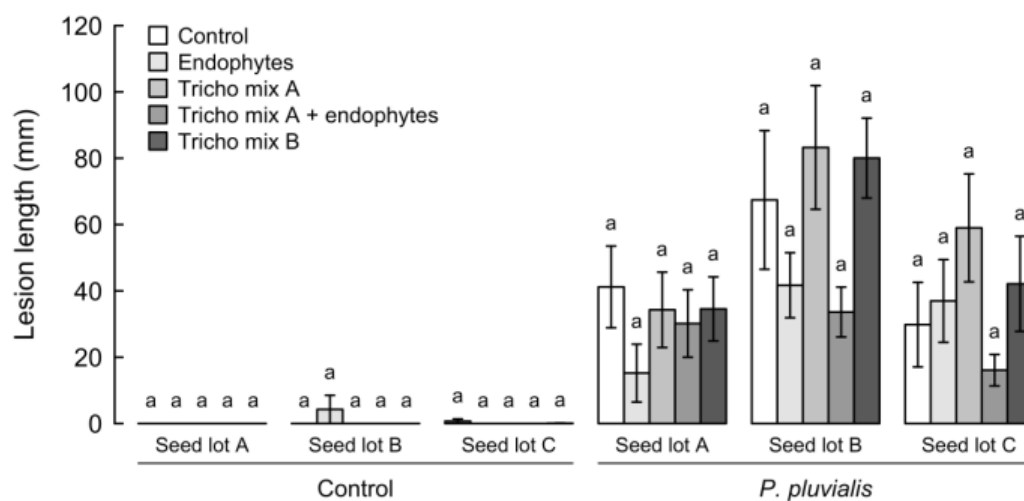 120
100
80
60
40
20
0
Lesion length (mm)
Control
Endophytes
Tricho mix A
Tricho mix A + endophytes
Tricho mix B
a a a a a
a a a a a
a a a a a
a a a a a
a a a a a
a a a a a
Seed lot A Seed lot B Seed lot C Seed lot A Seed lot B Seed lot C
Control P. pluvialis